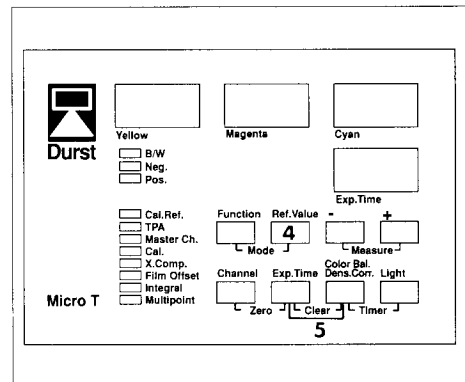 Yellow Magenta Cyan
Durst
B/W
Neg.
Pos.
Exp.Time
Cal.Ref.
TPA
Master Ch.
Cal.
X.Comp.
Film Offset
Integral
Multipoint
Function Ref.Value - +
4
Mode Measure
Channel Exp.Time Color Bal. Dens.Corr. Light
Zero Clear Timer
5
Micro T